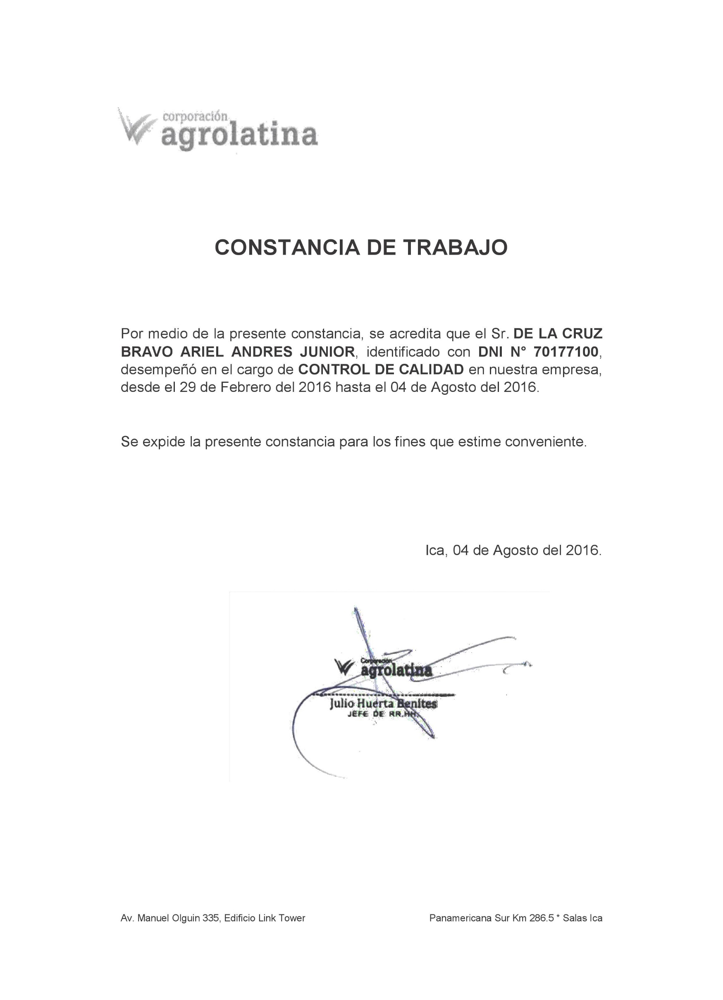 corporación
agrolatina
CONSTANCIA DE TRABAJO
Por medio de la presente constancia, se acredita que el Sr. DE LA CRUZ
BRAVO ARIEL ANDRES JUNIOR, identificado con DNI N° 70177100,
desempeñó en el cargo de CONTROL DE CALIDAD en nuestra empresa,
desde el 29 de Febrero del 2016 hasta el 04 de Agosto del 2016.
Se expide la presente constancia para los fines que estime conveniente.
Ica, 04 de Agosto del 2016.
Corporación
agrolatina
Julio Huerta Benites
JEFE DE RR.HH.
Av. Manuel Olguin 335, Edificio Link Tower
Panamericana Sur Km 286.5 * Salas Ica